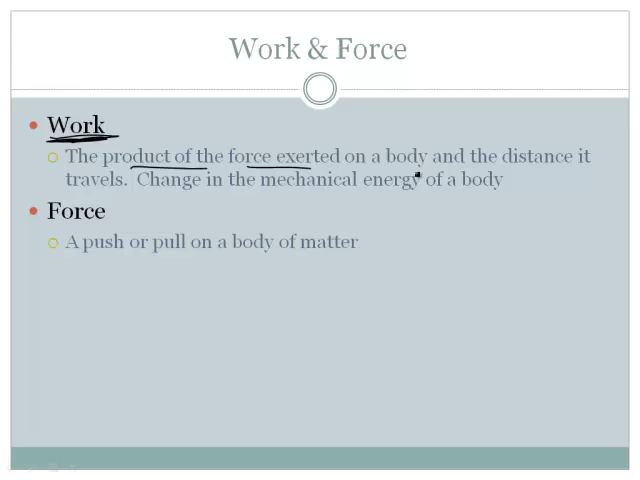 Work & Force
Work
The product of the force exerted on a body and the distance it
travels. Change in the mechanical energy of a body
Force
A push or pull on a body of matter